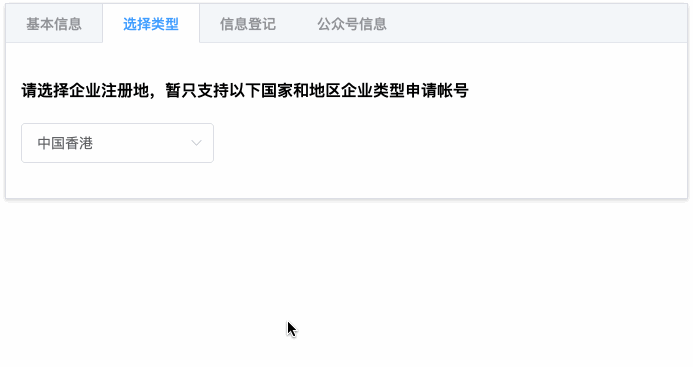 基本信息 选择类型 信息登记 公众号信息
请选择企业注册地，暂只支持以下国家和地区企业类型申请帐号
中国香港